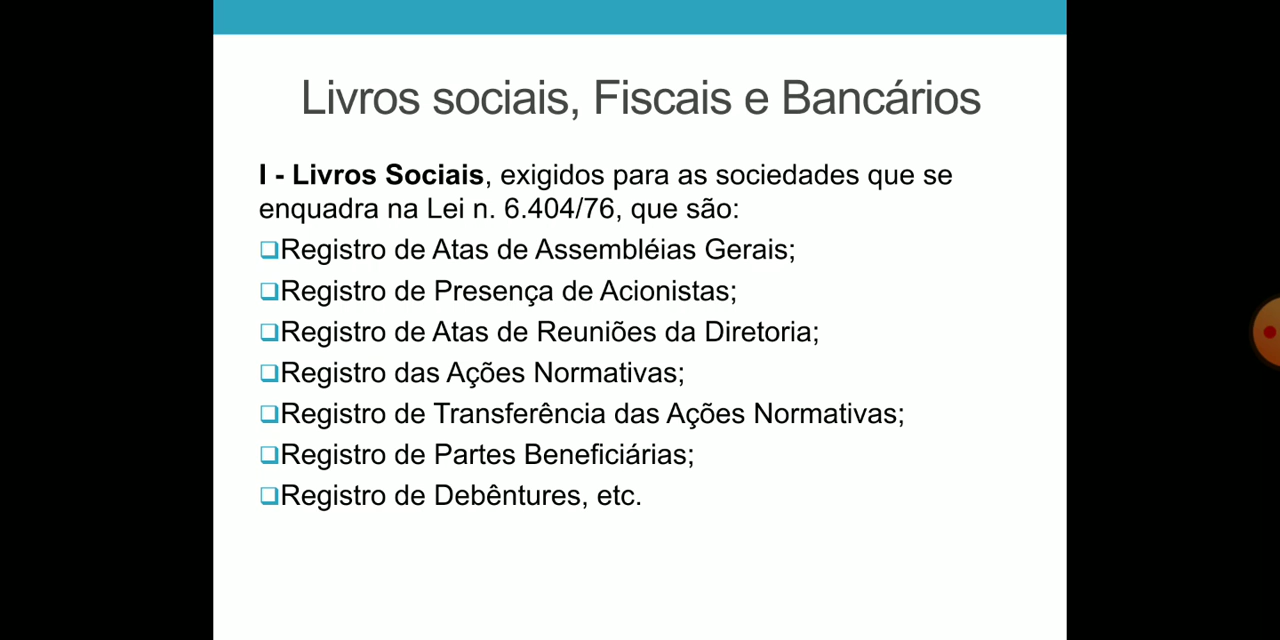 Livros sociais, Fiscais e Bancários
I - Livros Sociais, exigidos para as sociedades que se
enquadra na Lei n. 6.404/76, que são:
❑Registro de Atas de Assembléias Gerais;
❑Registro de Presença de Acionistas;
❑Registro de Atas de Reuniões da Diretoria;
❑Registro das Ações Normativas;
❑Registro de Transferência das Ações Normativas;
❑Registro de Partes Beneficiárias;
❑Registro de Debêntures, etc.